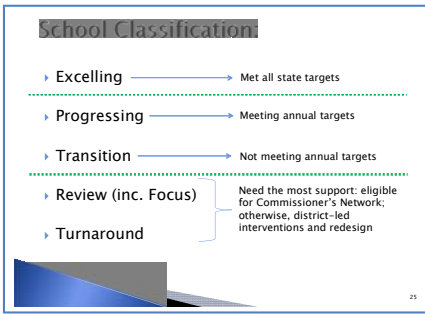 School Classification:
Excelling
Met all state targets
Progressing
Meeting annual targets
Transition
Not meeting annual targets
Review (inc. Focus)
Turnaround
Need the most support: eligible
for Commissioner's Network;
otherwise, district-led
interventions and redesign
25